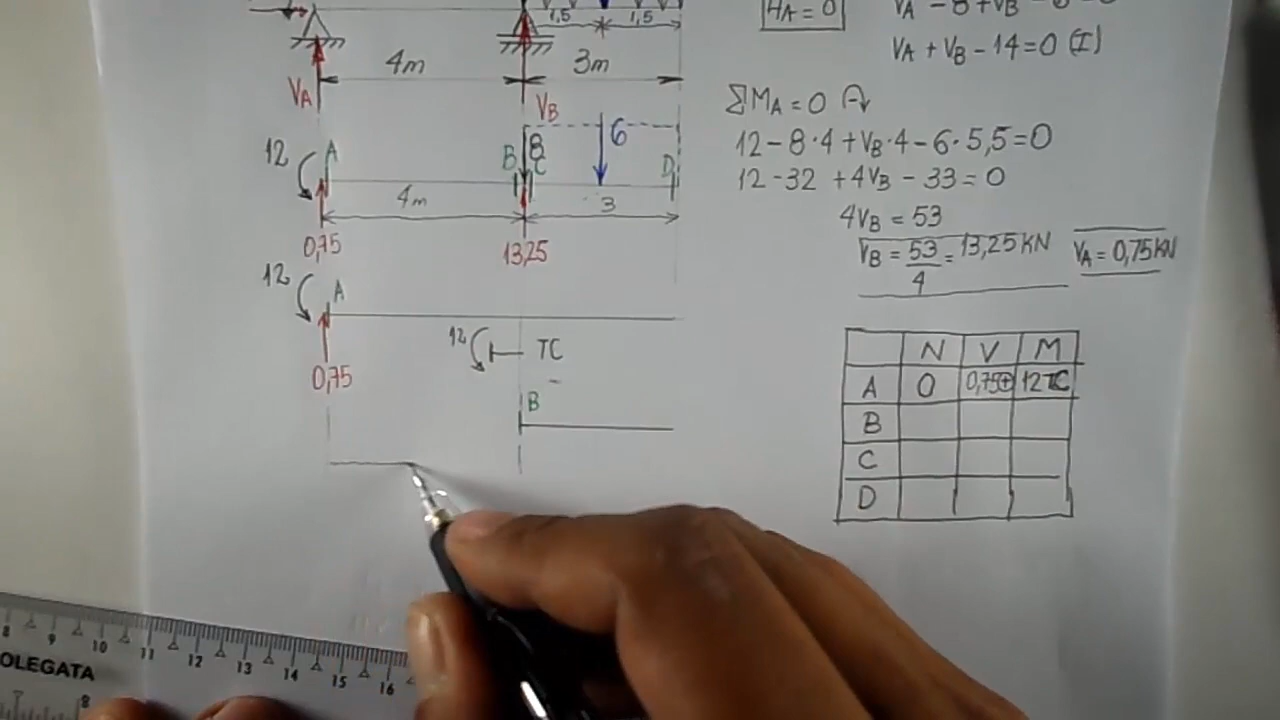 1,5 1,5
HA = 0
VA + VB - 14 = 0 (I)
4m 3m
VA VB
ΣMA = 0
12 - 8·4 + VB·4 - 6·5,5 = 0
12 - 32 + 4VB - 33 = 0
4VB = 53
VB = 53/4 = 13,25 KN VA = 0,75 KN
12 A B 8 C 6 D
4m 3
0,75 13,25
12 A
0,75
12 TC
B
N V M
A 0 0,75⊕ 12 TC
B
C
D
8 9 10 11 12 13 14 15 16
OLEGATA
8